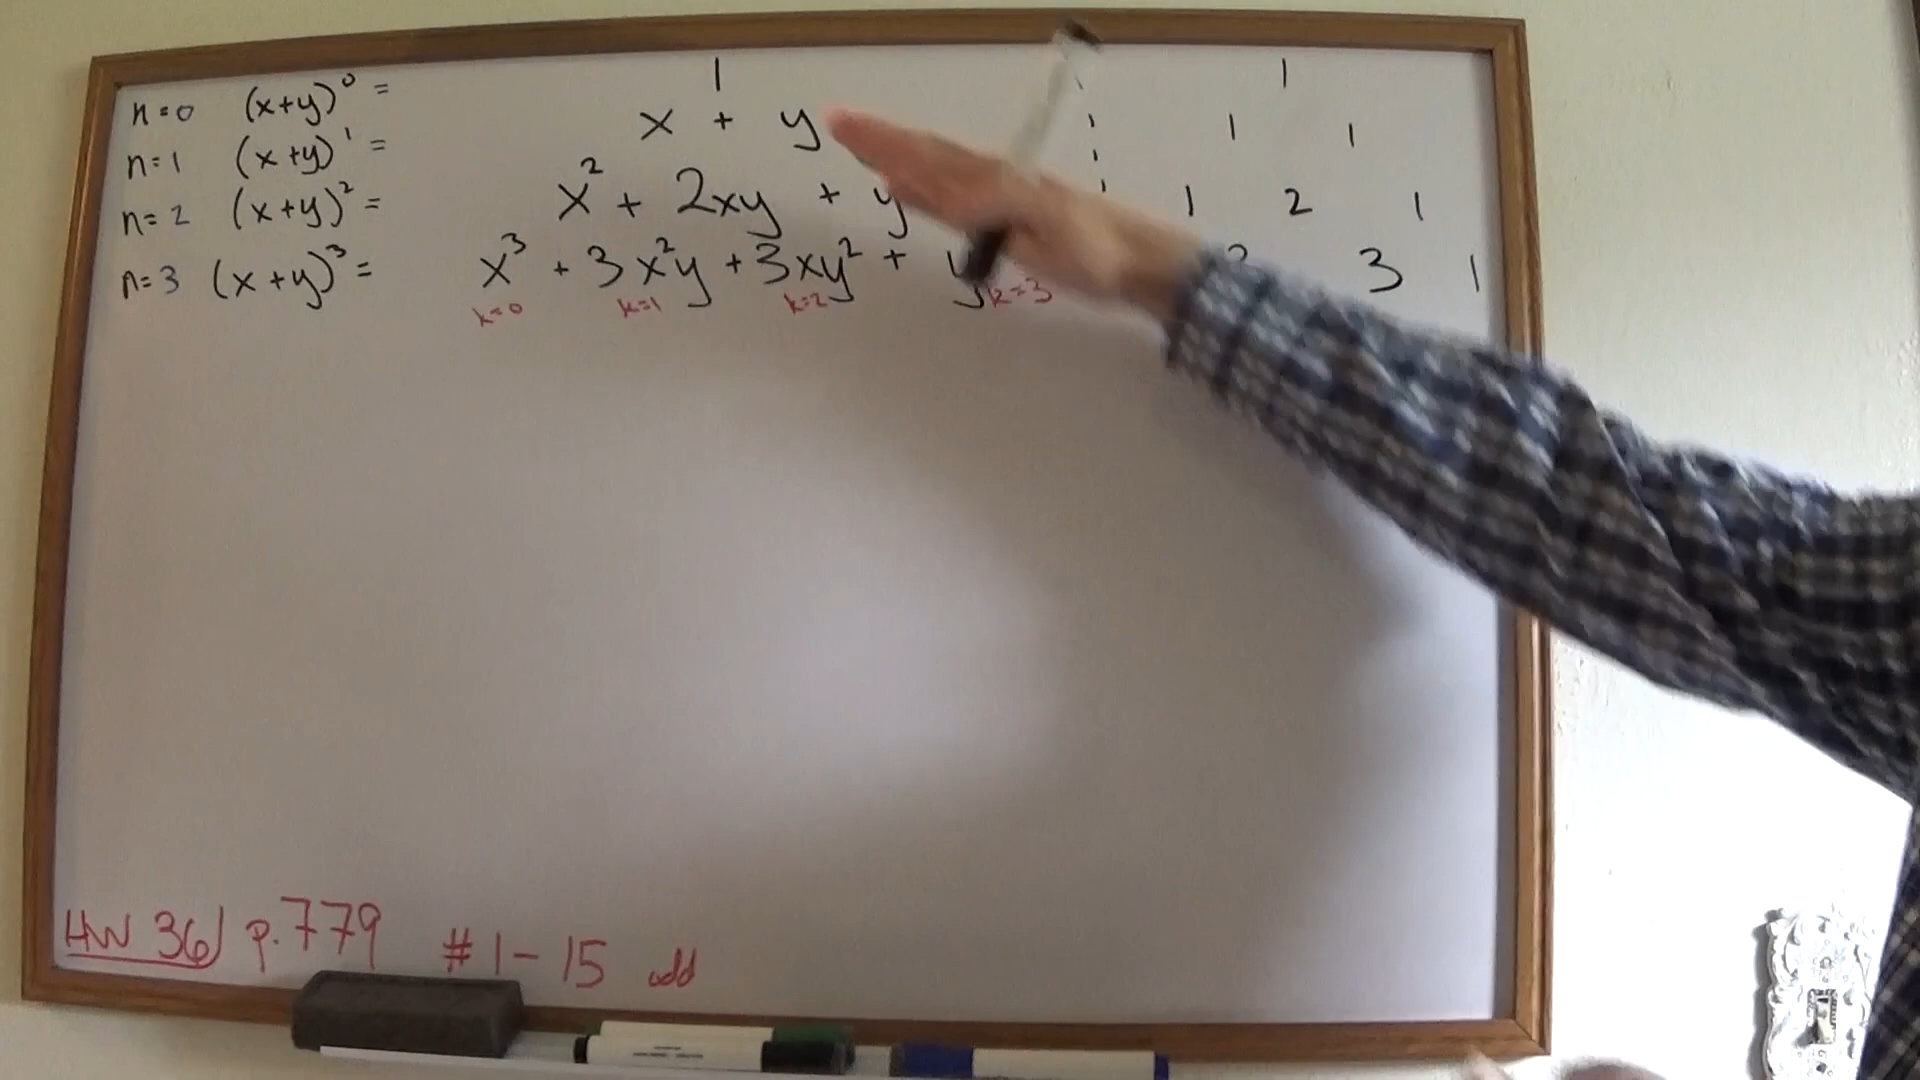 n=0 (x+y)⁰ = 1 1
n=1 (x+y)¹ = x + y 1 1
n=2 (x+y)² = x² + 2xy + y 1 2 1
n=3 (x+y)³ = x³ + 3x²y + 3xy² + y 3 1
k=0 k=1 k=2 k=3
HW 36) p.779 # 1-15 odd